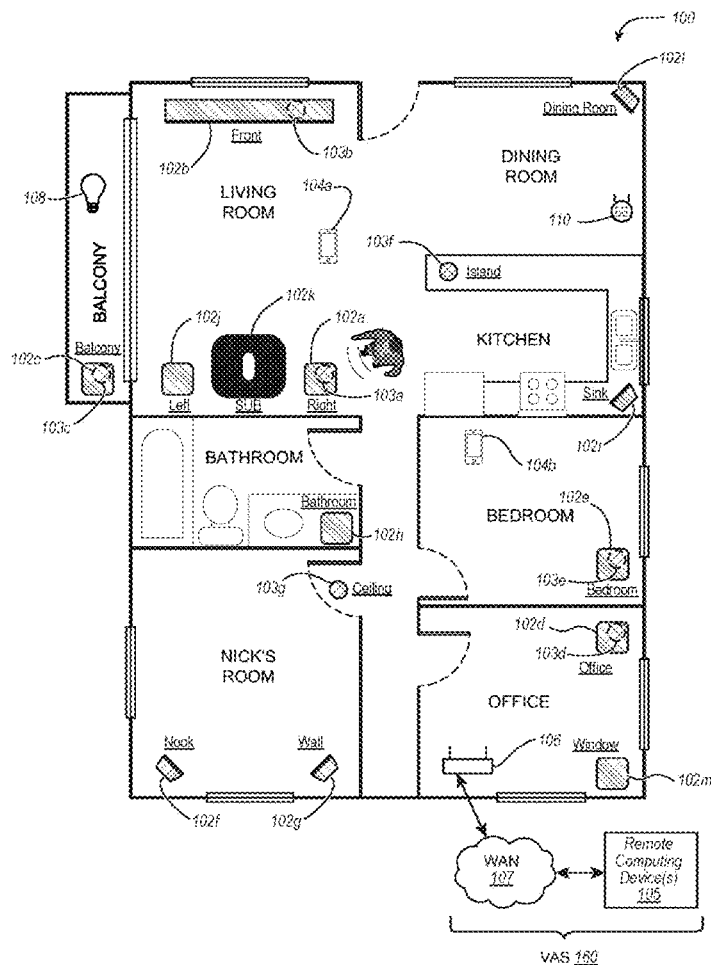 100
102l
Dining Room
Front
103b
102b
DINING
ROOM
108
LIVING
ROOM
104a
110
103f
Island
BALCONY
102k
102j
102a
KITCHEN
102c
Balcony
Sink
103a
Left
SUB
Right
103c
102i
BATHROOM
104b
Bathroom
102e
BEDROOM
102h
103g
Ceiling
103e
Bedroom
102d
103d
NICK'S
ROOM
Office
OFFICE
Nook
Wall
106
Window
102f
102g
102m
WAN
107
Remote
Computing
Device(s)
105
VAS 160